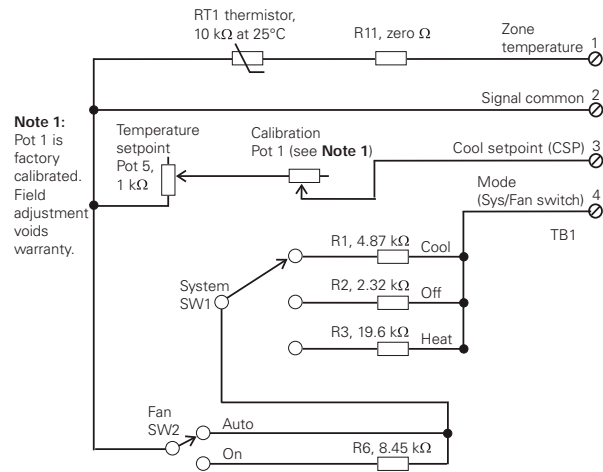 RT1 thermistor,
10 kΩ at 25°C
R11, zero Ω
Zone
temperature
1
Signal common
2
Note 1:
Pot 1 is
factory
calibrated.
Field
adjustment
voids
warranty.
Temperature
setpoint
Pot 5,
1 kΩ
Calibration
Pot 1 (see Note 1)
Cool setpoint (CSP)
3
Mode
(Sys/Fan switch)
4
TB1
R1, 4.87 kΩ
Cool
System
SW1
R2, 2.32 kΩ
Off
R3, 19.6 kΩ
Heat
Fan
SW2
Auto
On
R6, 8.45 kΩ